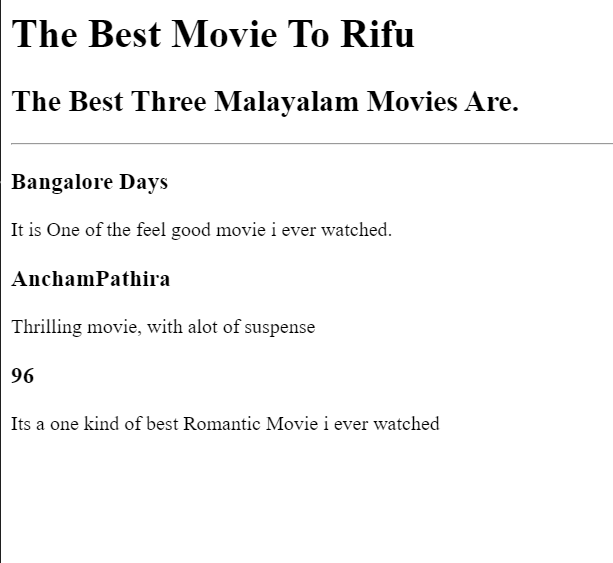 The Best Movie To Rifu
The Best Three Malayalam Movies Are.
Bangalore Days
It is One of the feel good movie i ever watched.
AnchamPathira
Thrilling movie, with alot of suspense
96
Its a one kind of best Romantic Movie i ever watched